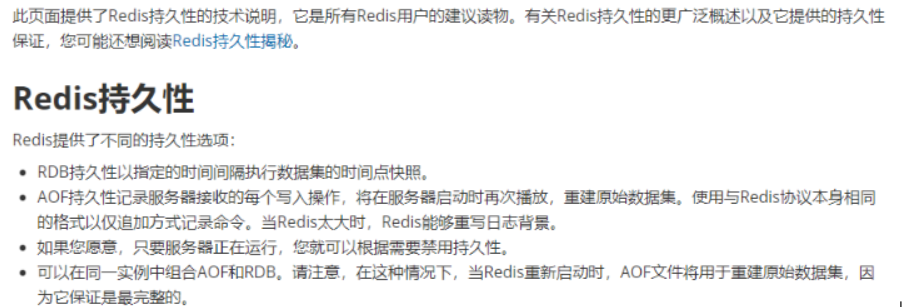 此页面提供了Redis持久性的技术说明，它是所有Redis用户的建议读物。有关Redis持久性的更广泛概述以及它提供的持久性
保证，您可能还想阅读Redis持久性揭秘。
Redis持久性
Redis提供了不同的持久性选项：
• RDB持久性以指定的时间间隔执行数据集的时间点快照。
• AOF持久性记录服务器接收的每个写入操作，将在服务器启动时再次播放，重建原始数据集。使用与Redis协议本身相同
的格式以仅追加方式记录命令。当Redis太大时，Redis能够重写日志背景。
• 如果您愿意，只要服务器正在运行，您就可以根据需要禁用持久性。
• 可以在同一实例中组合AOF和RDB。请注意，在这种情况下，当Redis重新启动时，AOF文件将用于重建原始数据集，因
为它保证是最完整的。